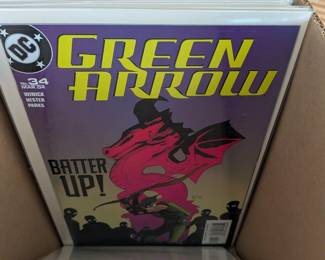 DC
GREEN
ARROW
No. 34
MAR. 04
WINICK
HESTER
PARKS
BATTER
UP!